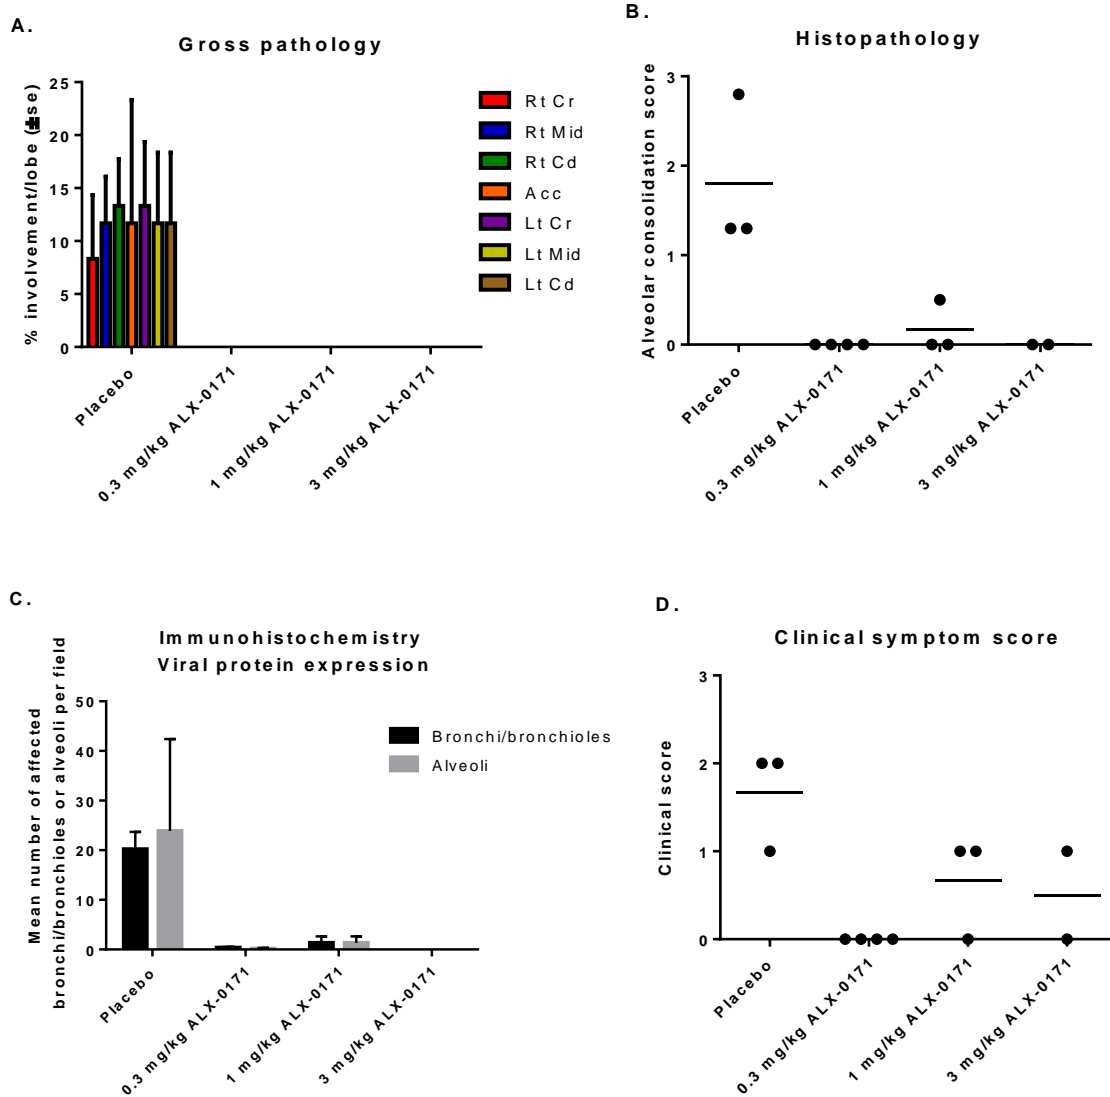 A.
Gross pathology
% involvement/lobe (±se)
25
20
15
10
5
0
Placebo
0.3 mg/kg ALX-0171
1 mg/kg ALX-0171
3 mg/kg ALX-0171
Rt Cr
Rt Mid
Rt Cd
Acc
Lt Cr
Lt Mid
Lt Cd
B.
Histopathology
Alveolar consolidation score
3
2
1
0
Placebo
0.3 mg/kg ALX-0171
1 mg/kg ALX-0171
3 mg/kg ALX-0171
C.
Immunohistochemistry
Viral protein expression
Mean number of affected
bronchi/bronchioles or alveoli per field
50
40
30
20
10
0
Placebo
0.3 mg/kg ALX-0171
1 mg/kg ALX-0171
3 mg/kg ALX-0171
Bronchi/bronchioles
Alveoli
D.
Clinical symptom score
Clinical score
3
2
1
0
Placebo
0.3 mg/kg ALX-0171
1 mg/kg ALX-0171
3 mg/kg ALX-0171